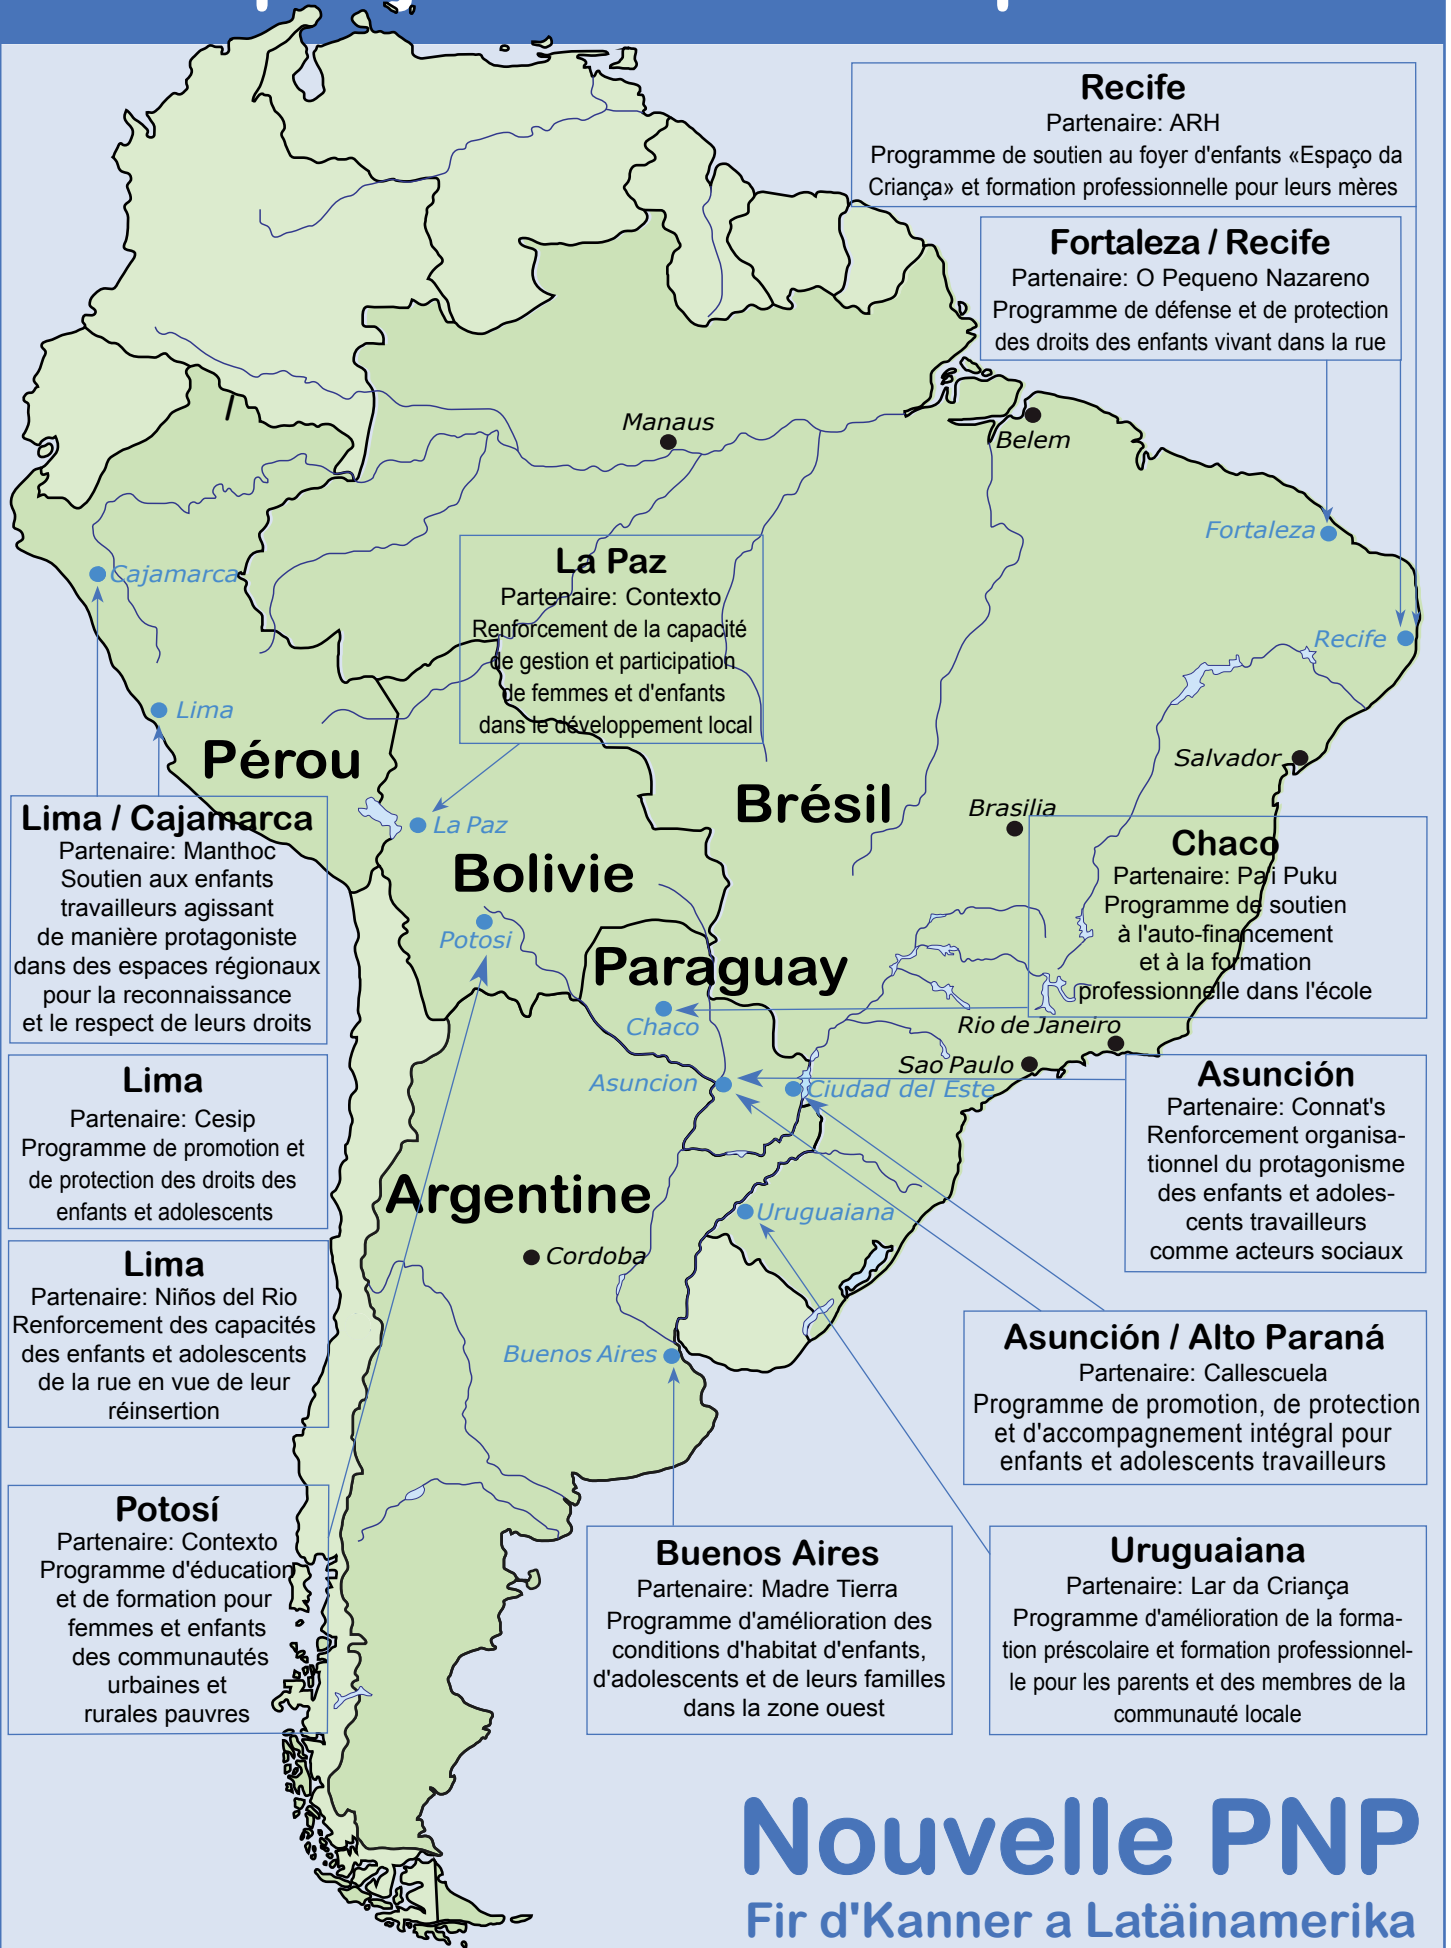 Recife
Partenaire: ARH
Programme de soutien au foyer d'enfants «Espaço da
Criança» et formation professionnelle pour leurs mères
Fortaleza / Recife
Partenaire: O Pequeno Nazareno
Programme de défense et de protection
des droits des enfants vivant dans la rue
Manaus
Belem
Fortaleza
Cajamarca
La Paz
Partenaire: Contexto
Renforcement de la capacité
de gestion et participation
de femmes et d'enfants
dans le développement local
Recife
Lima
Pérou
Salvador
Brésil
Brasilia
La Paz
Bolivie
Lima / Cajamarca
Partenaire: Manthoc
Soutien aux enfants
travailleurs agissant
de manière protagoniste
dans des espaces régionaux
pour la reconnaissance
et le respect de leurs droits
Chaco
Partenaire: Pa'i Puku
Programme de soutien
à l'auto-financement
et à la formation
professionnelle dans l'école
Potosi
Paraguay
Chaco
Rio de Janeiro
Sao Paulo
Asuncion
Ciudad del Este
Lima
Partenaire: Cesip
Programme de promotion et
de protection des droits des
enfants et adolescents
Asunción
Partenaire: Connat's
Renforcement organisa-
tionnel du protagonisme
des enfants et adoles-
cents travailleurs
comme acteurs sociaux
Argentine
Uruguaiana
Cordoba
Lima
Partenaire: Niños del Rio
Renforcement des capacités
des enfants et adolescents
de la rue en vue de leur
réinsertion
Buenos Aires
Asunción / Alto Paraná
Partenaire: Callescuela
Programme de promotion, de protection
et d'accompagnement intégral pour
enfants et adolescents travailleurs
Potosí
Partenaire: Contexto
Programme d'éducation
et de formation pour
femmes et enfants
des communautés
urbaines et
rurales pauvres
Buenos Aires
Partenaire: Madre Tierra
Programme d'amélioration des
conditions d'habitat d'enfants,
d'adolescents et de leurs familles
dans la zone ouest
Uruguaiana
Partenaire: Lar da Criança
Programme d'amélioration de la forma-
tion préscolaire et formation professionnel-
le pour les parents et des membres de la
communauté locale
Nouvelle PNP
Fir d'Kanner a Latäinamerika